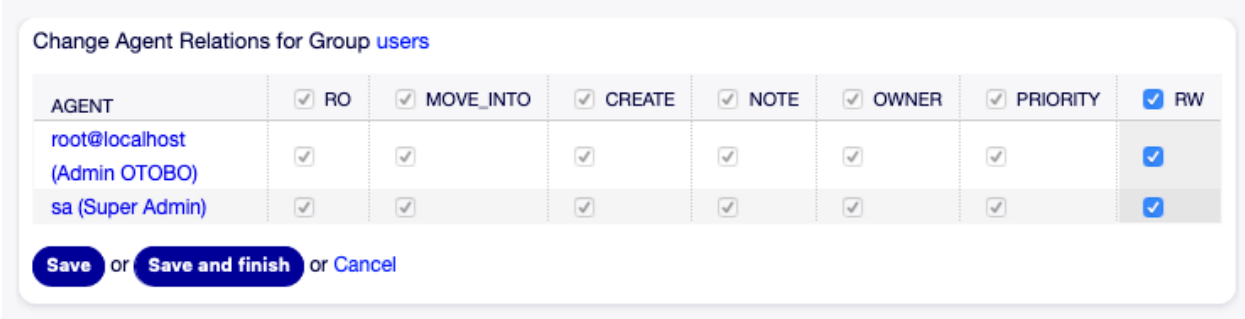 Change Agent Relations for Group users
AGENT RO MOVE_INTO CREATE NOTE OWNER PRIORITY RW
root@localhost
(Admin OTOBO)
sa (Super Admin)
Save or Save and finish or Cancel